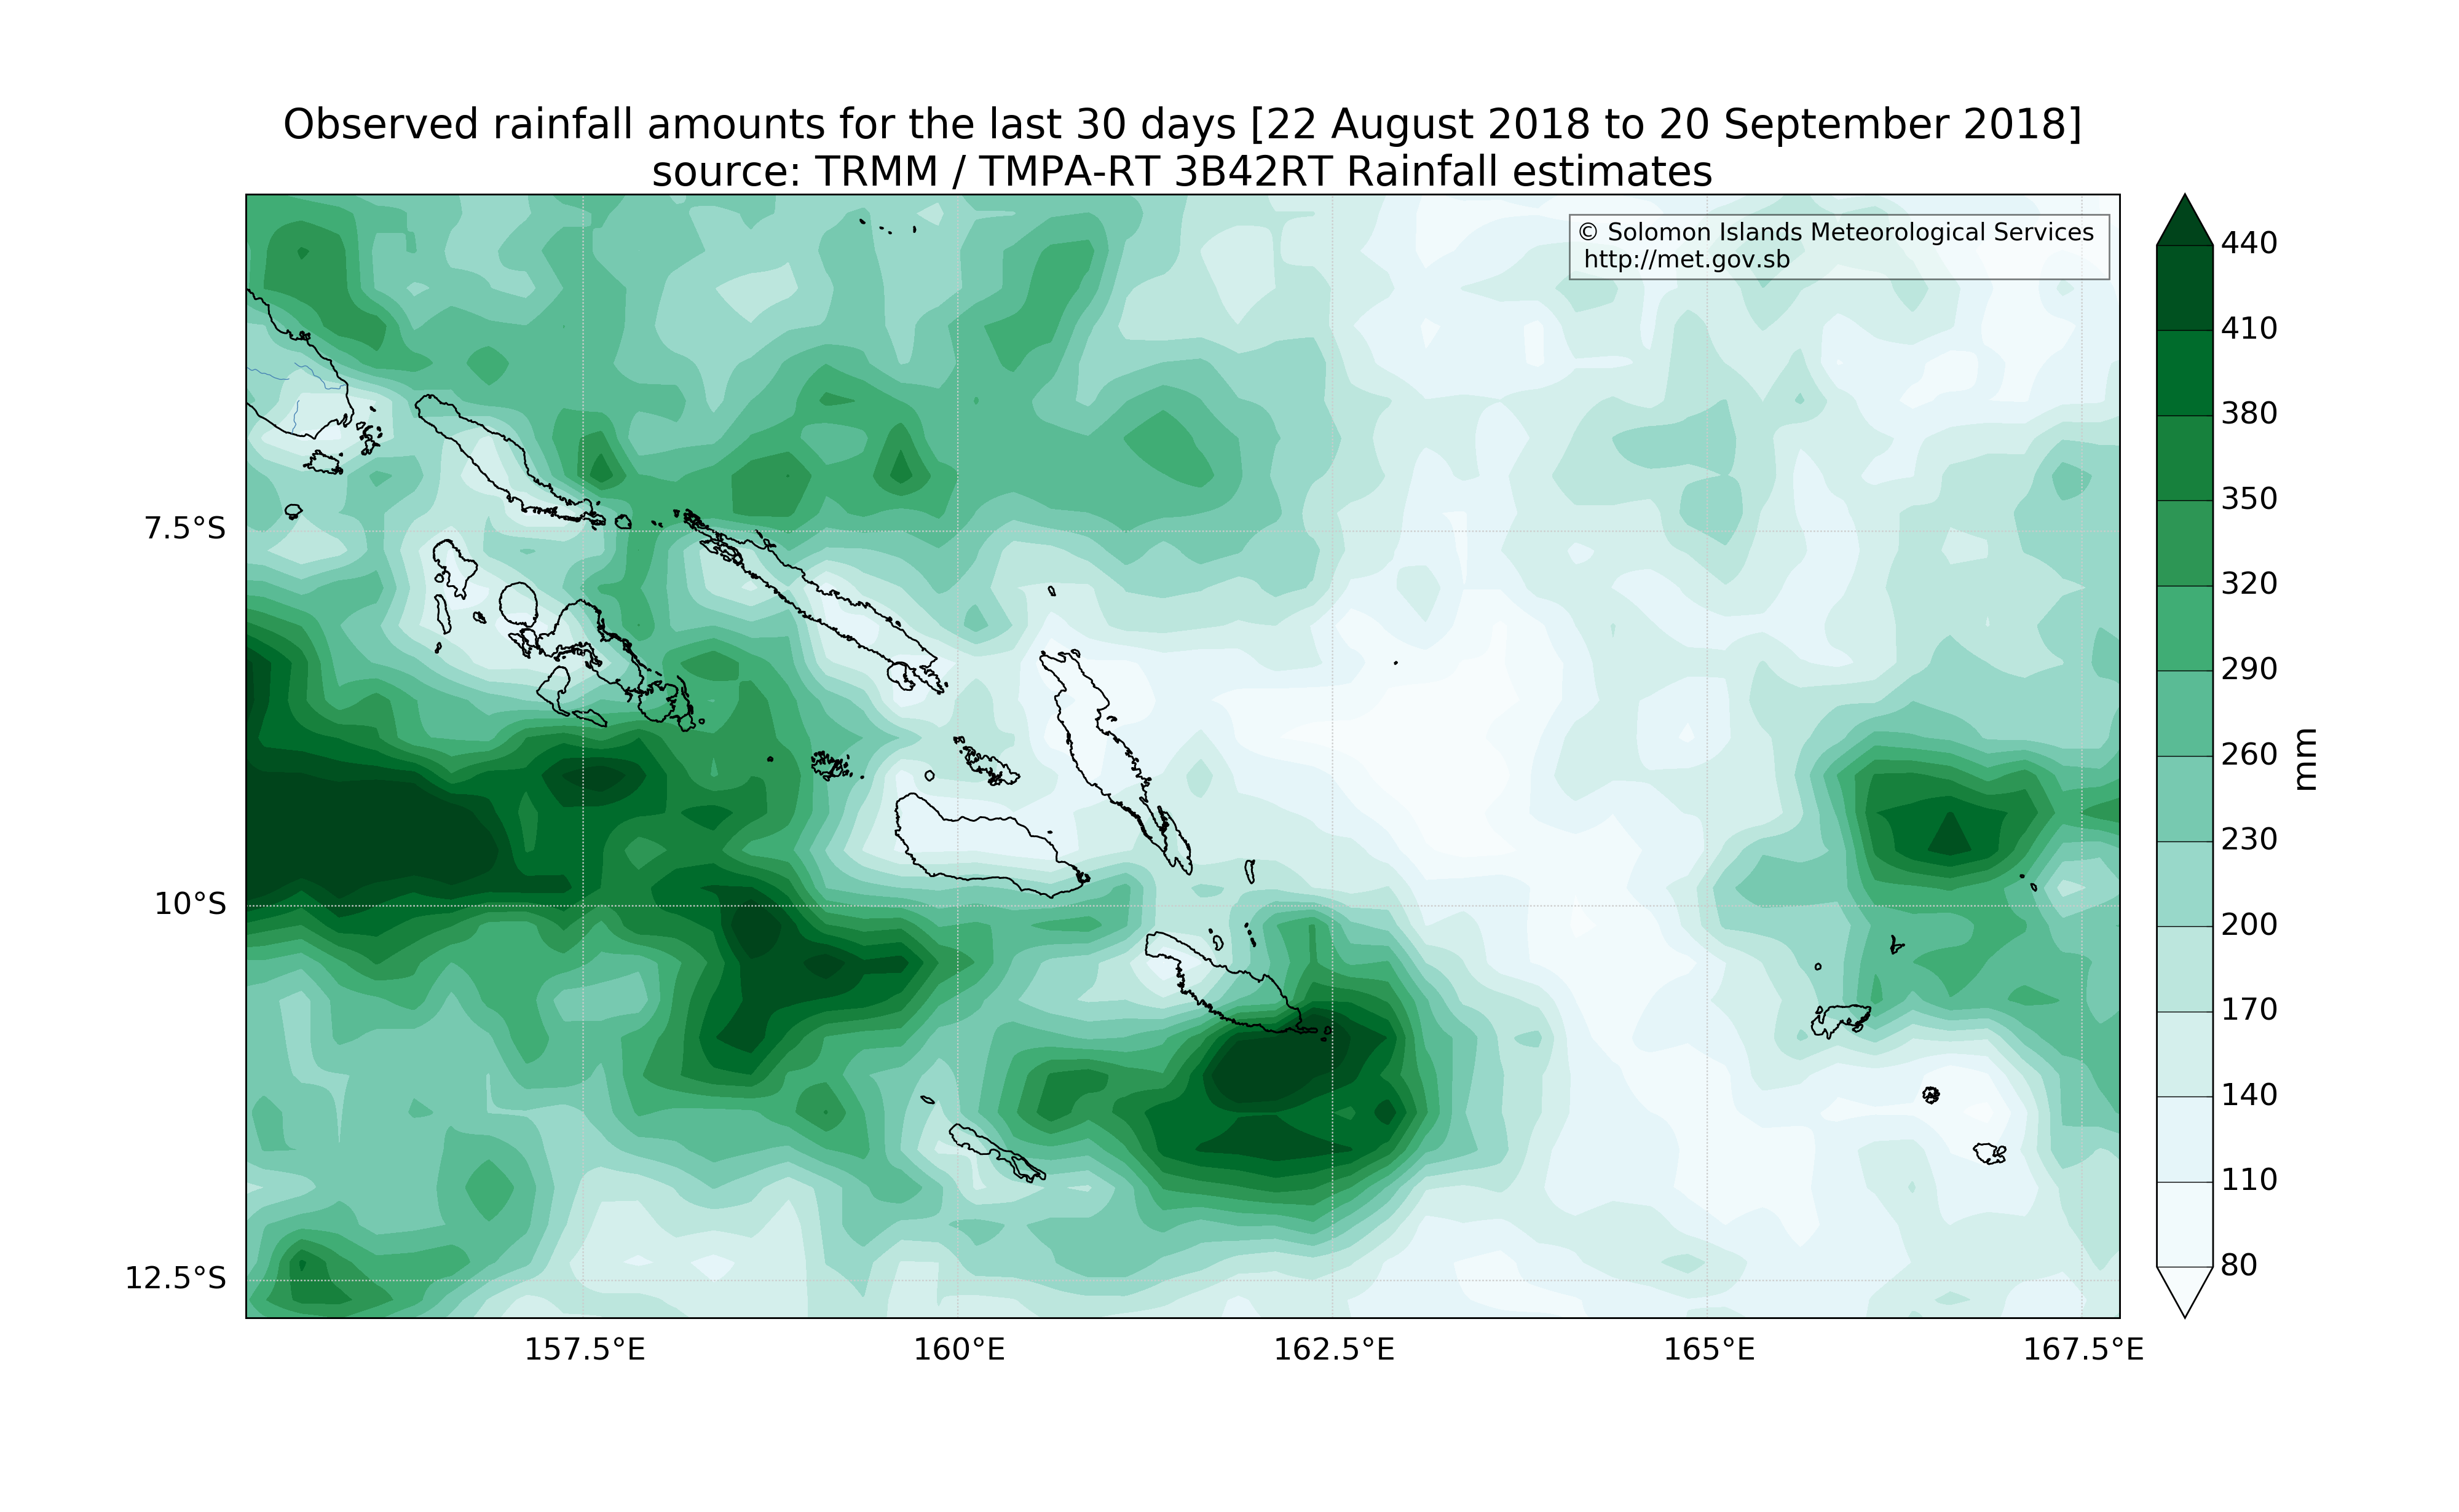 Observed rainfall amounts for the last 30 days [22 August 2018 to 20 September 2018]
source: TRMM / TMPA-RT 3B42RT Rainfall estimates
© Solomon Islands Meteorological Services
http://met.gov.sb
7.5°S
10°S
12.5°S
157.5°E
160°E
162.5°E
165°E
167.5°E
440
410
380
350
320
290
260
230
200
170
140
110
80
mm